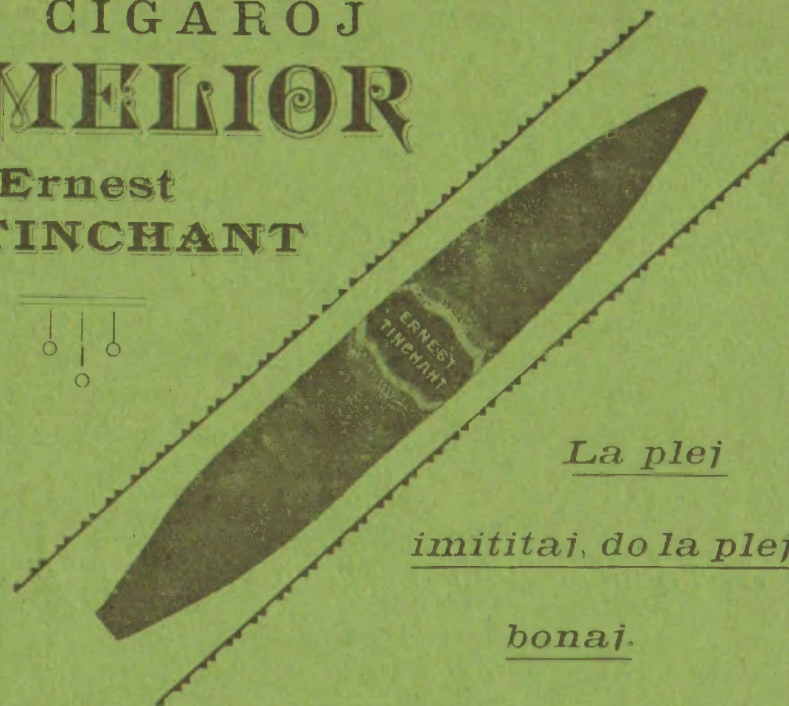 CIGAROJ
MELIOR
Ernest
TINCHANT
ERNEST
TINCHANT
La plej
imititaj, do la plej
bonaj.